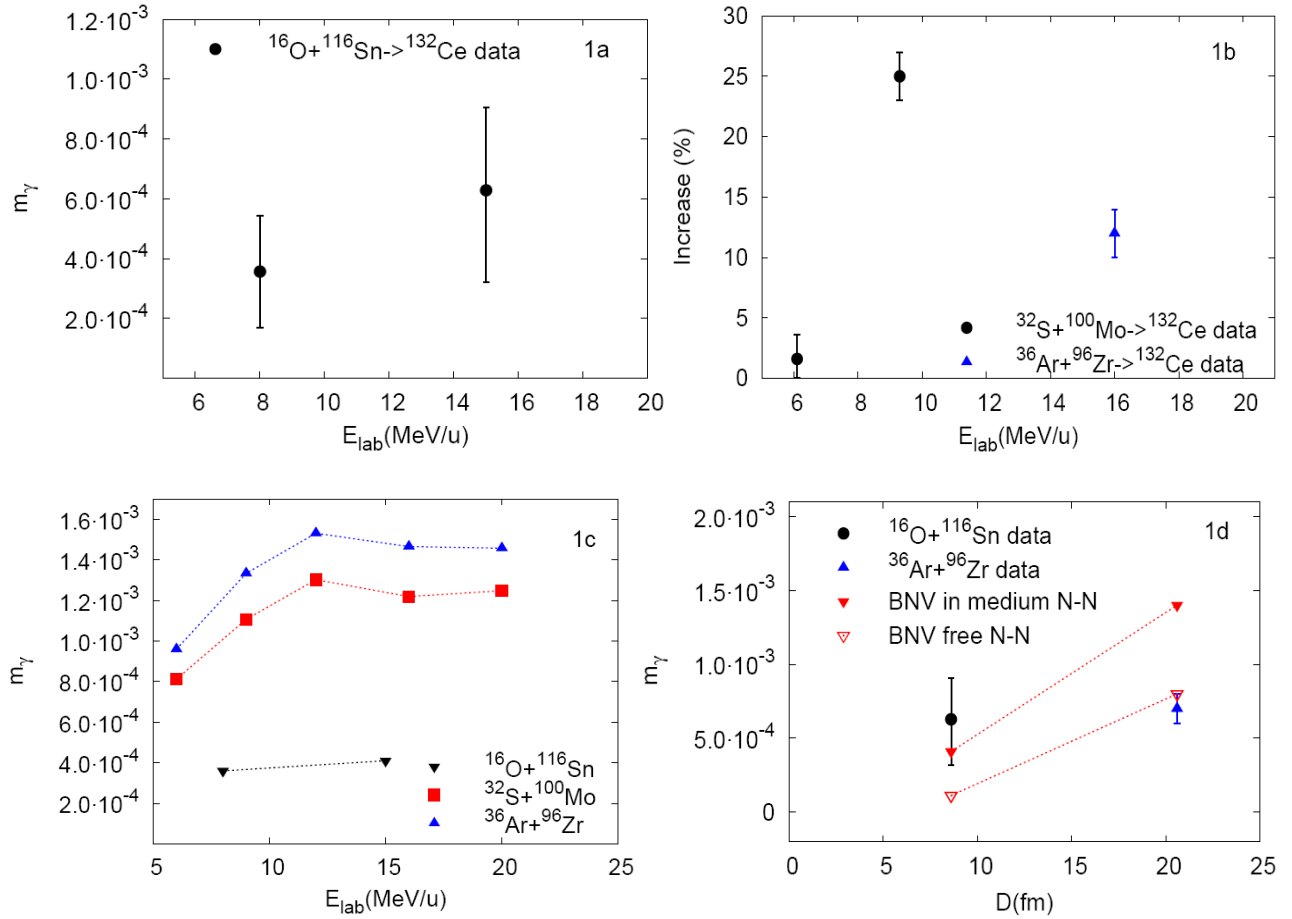 1.2·10⁻³
1.0·10⁻³
8.0·10⁻⁴
6.0·10⁻⁴
4.0·10⁻⁴
2.0·10⁻⁴
mγ
¹⁶O+¹¹⁶Sn->¹³²Ce data
1a
6 8 10 12 14 16 18 20
E_lab(MeV/u)
30
25
20
15
10
5
0
Increase (%)
1b
³²S+¹⁰⁰Mo->¹³²Ce data
³⁶Ar+⁹⁶Zr->¹³²Ce data
6 8 10 12 14 16 18 20
E_lab(MeV/u)
1.6·10⁻³
1.4·10⁻³
1.2·10⁻³
1.0·10⁻³
8.0·10⁻⁴
6.0·10⁻⁴
4.0·10⁻⁴
2.0·10⁻⁴
mγ
1c
¹⁶O+¹¹⁶Sn
³²S+¹⁰⁰Mo
³⁶Ar+⁹⁶Zr
5 10 15 20 25
E_lab(MeV/u)
2.0·10⁻³
1.5·10⁻³
1.0·10⁻³
5.0·10⁻⁴
0
mγ
1d
¹⁶O+¹¹⁶Sn data
³⁶Ar+⁹⁶Zr data
BNV in medium N-N
BNV free N-N
0 5 10 15 20 25
D(fm)